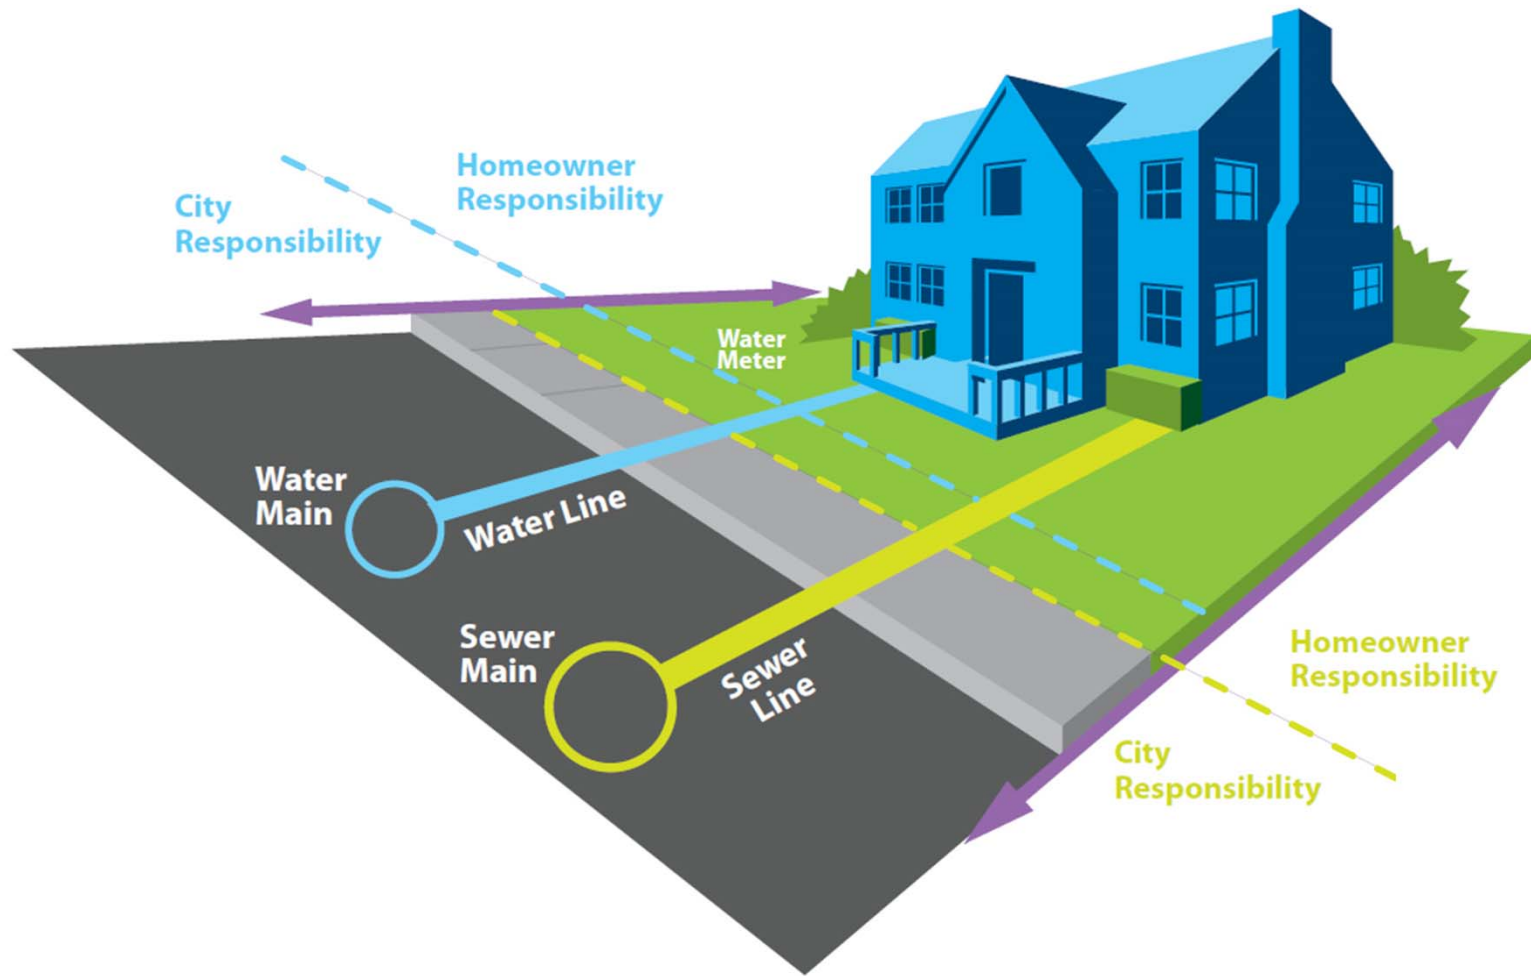 Homeowner
Responsibility
City
Responsibility
Water
Meter
Water
Main
Water Line
Sewer
Main
Sewer
Line
Homeowner
Responsibility
City
Responsibility